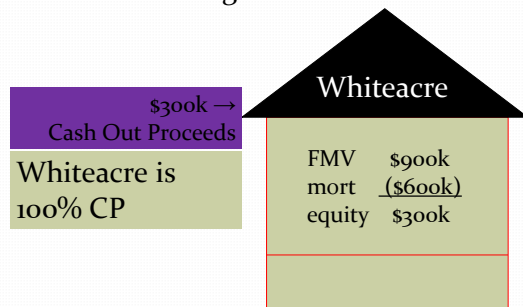 $300k →
Cash Out Proceeds
Whiteacre is
100% CP
Whiteacre
FMV $900k
mort ($600k)
equity $300k